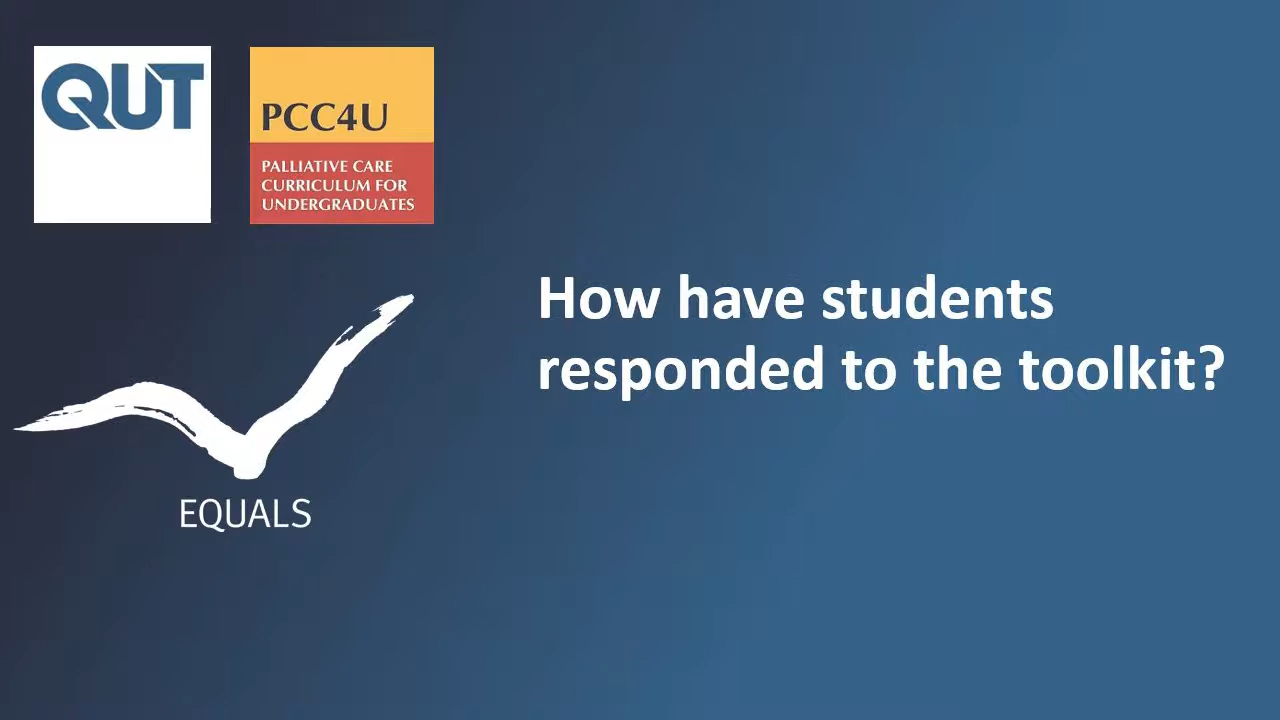 QUT
PCC4U
PALLIATIVE CARE
CURRICULUM FOR
UNDERGRADUATES
How have students
responded to the toolkit?
EQUALS